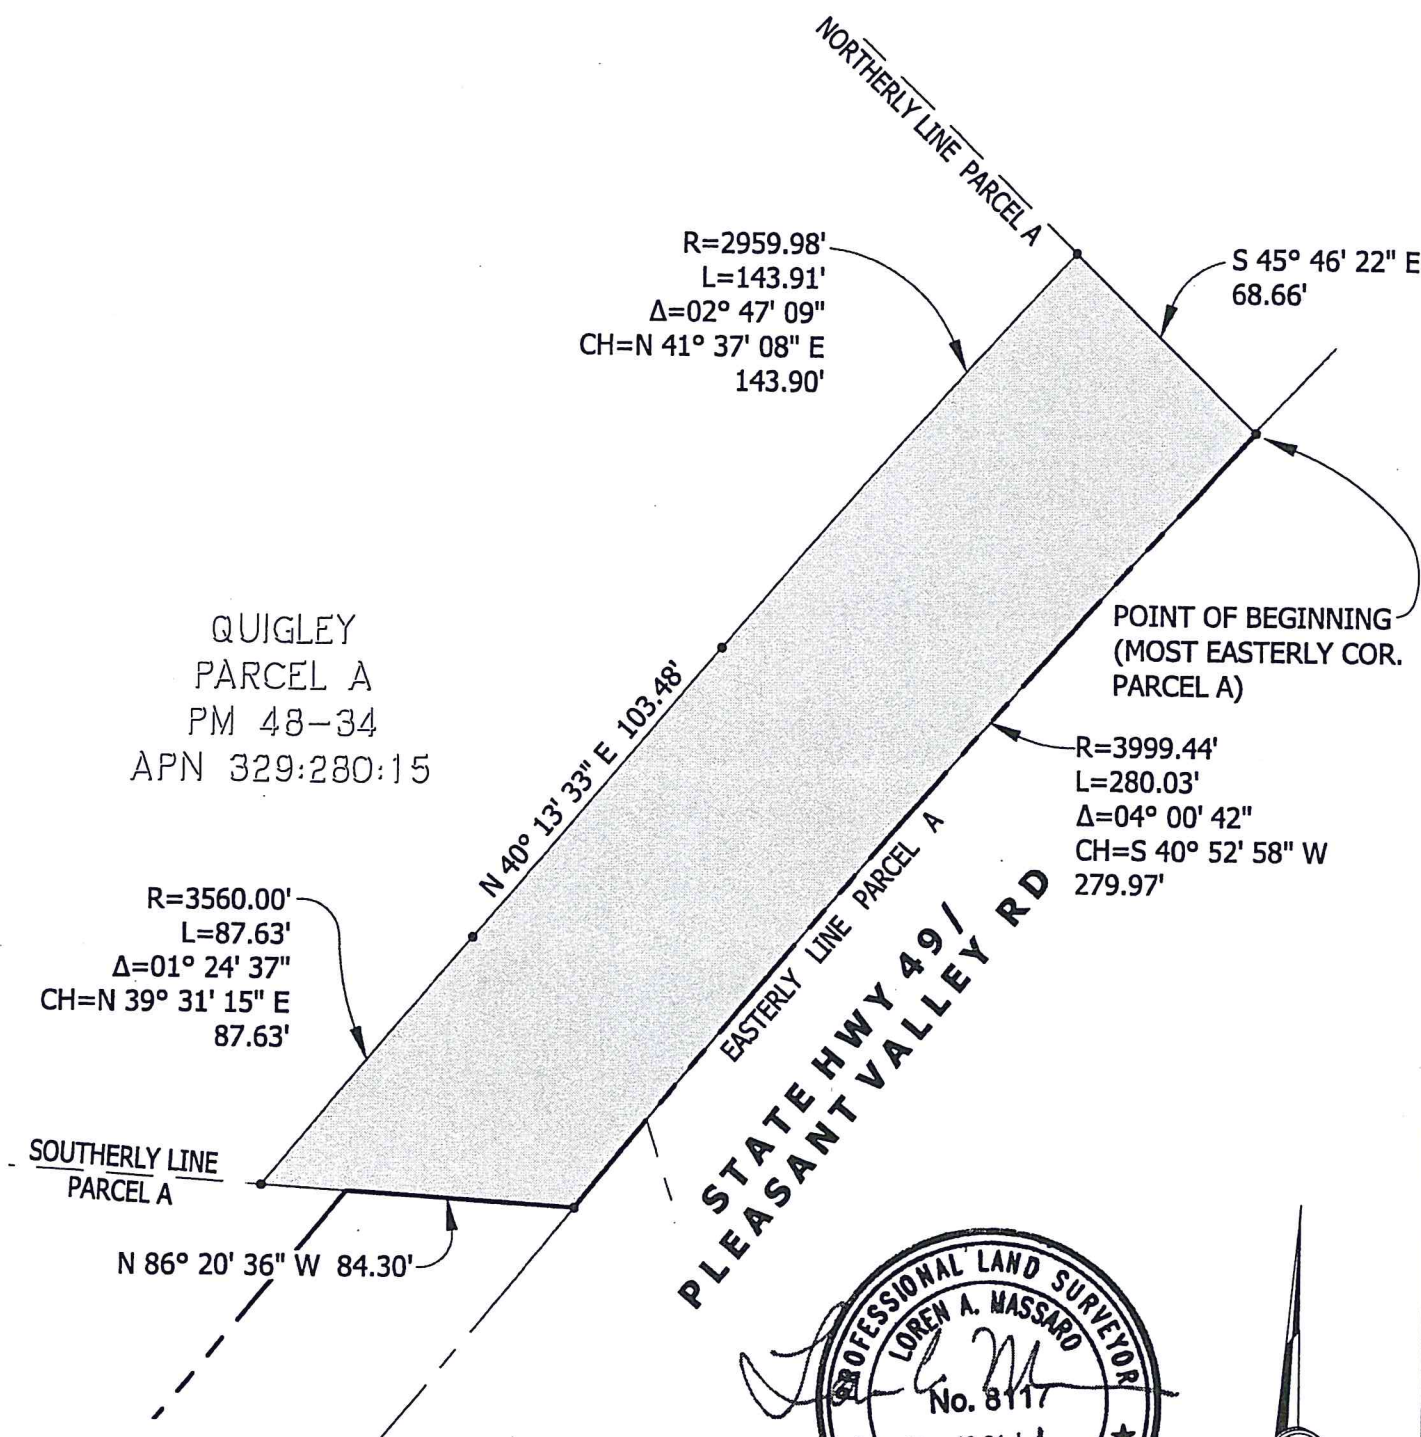 NORTHERLY LINE PARCEL A
R=2959.98'
L=143.91'
Δ=02° 47' 09"
CH=N 41° 37' 08" E
143.90'
S 45° 46' 22" E
68.66'
QUIGLEY
PARCEL A
PM 48-34
APN 329:280:15
N 40° 13' 33" E 103.48'
POINT OF BEGINNING
(MOST EASTERLY COR.
PARCEL A)
R=3999.44'
L=280.03'
Δ=04° 00' 42"
CH=S 40° 52' 58" W
279.97'
EASTERLY LINE PARCEL A
STATE HWY 49/
PLEASANT VALLEY RD
R=3560.00'
L=87.63'
Δ=01° 24' 37"
CH=N 39° 31' 15" E
87.63'
SOUTHERLY LINE
PARCEL A
N 86° 20' 36" W 84.30'
PROFESSIONAL LAND SURVEYOR
LOREN A. MASSARO
No. 8117